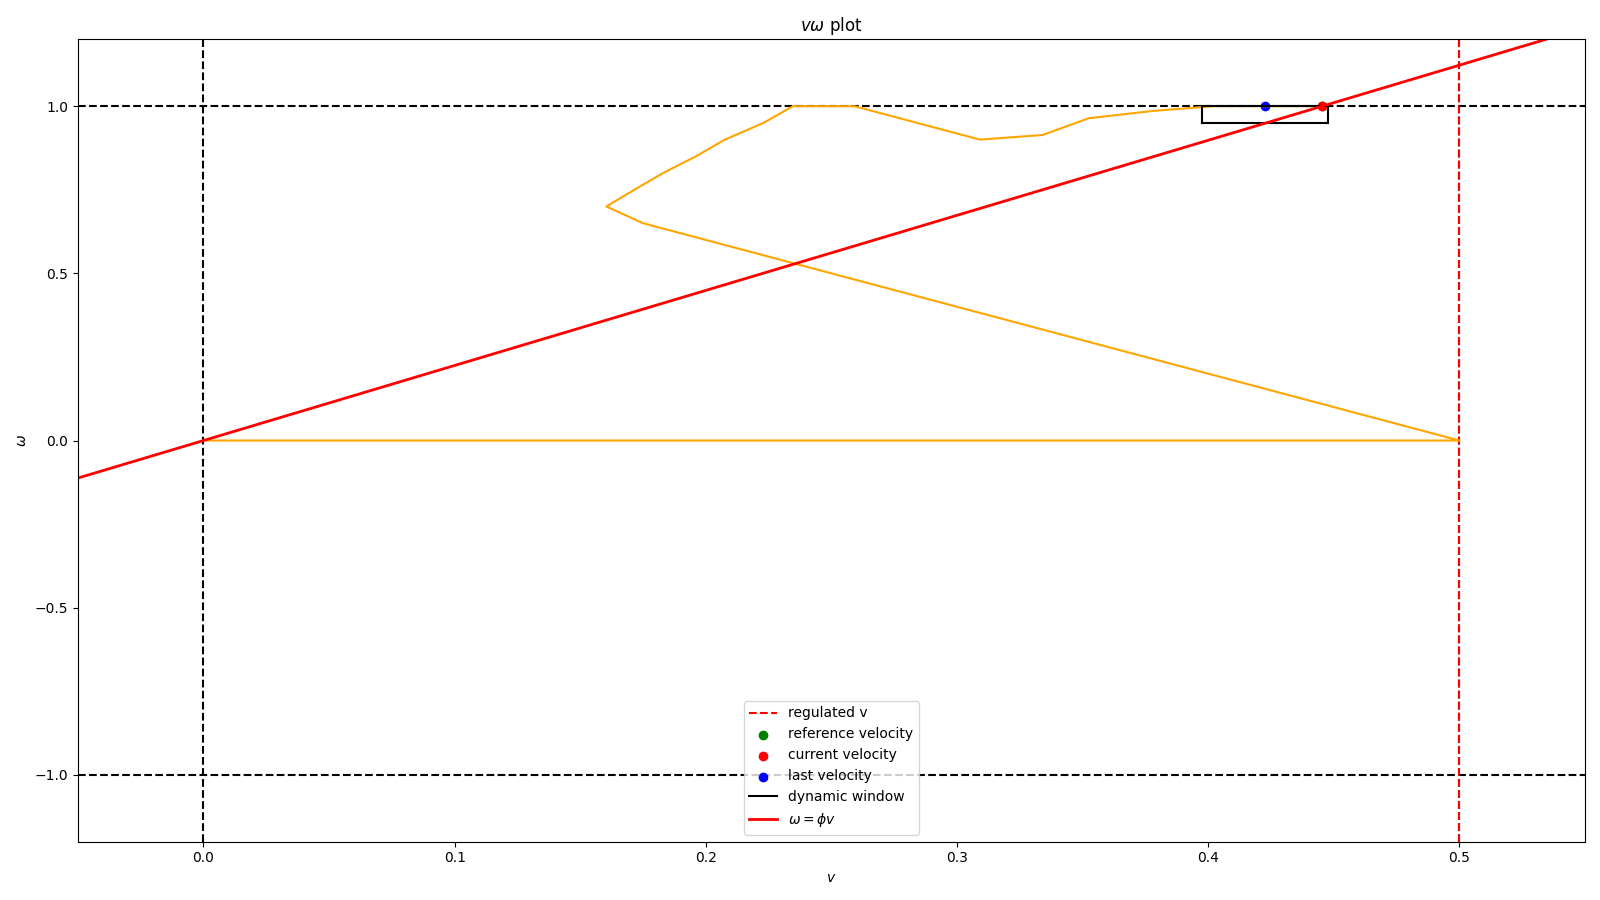 vω plot
1.0
0.5
0.0
−0.5
−1.0
ω
0.0
0.1
0.2
0.3
0.4
0.5
v
regulated v
reference velocity
current velocity
last velocity
dynamic window
ω = ϕv